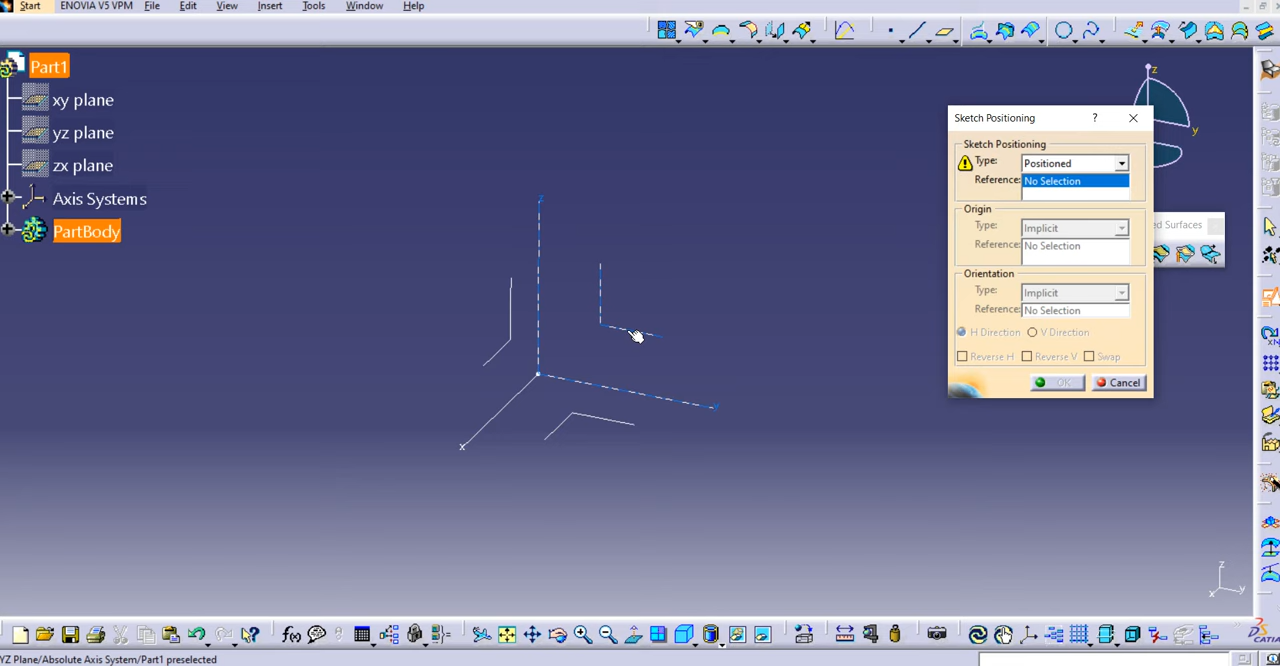 Start ENOVIA V5 VPM File Edit View Insert Tools Window Help
Part1
xy plane
yz plane
zx plane
Axis Systems
PartBody
z
y
z
x
y
Sketch Positioning ?
Sketch Positioning
Type: Positioned
Reference: No Selection
Origin
Type: Implicit
Reference: No Selection
Orientation
Type: Implicit
Reference: No Selection
H Direction V Direction
Reverse H Reverse V Swap
OK Cancel
ed Surfaces
z
x y
f(x)
CATIA
YZ Plane/Absolute Axis System/Part1 preselected